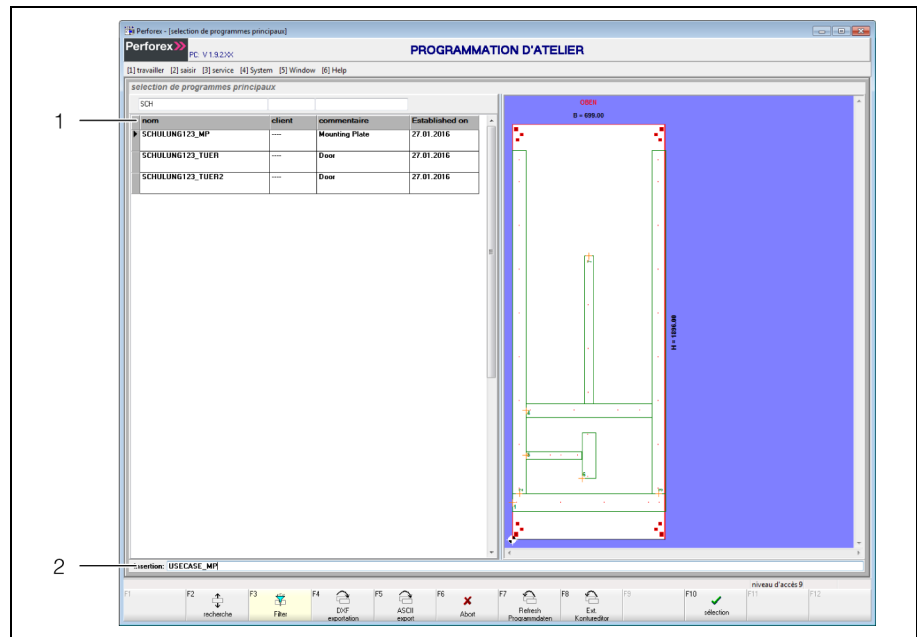 Perforex - [selection de programmes principaux]
Perforex
PC: V 1.9.2XX
PROGRAMMATION D'ATELIER
[1] travailler [2] saisir [3] service [4] System [5] Window [6] Help
selection de programmes principaux
SCH
1
nom client commentaire Established on
SCHULUNG123_MP ---- Mounting Plate 27.01.2016
SCHULUNG123_TUER ---- Door 27.01.2016
SCHULUNG123_TUER2 ---- Door 27.01.2016
OBEN
B = 699.00
H = 1896.00
2
Insertion: USECASE_MP
niveau d'accès 9
F1 F2 recherche
F3 Filter
F4 DXF exportation
F5 ASCII export
F6 Abort
F7 Refresh Programmdaten
F8 Ext. Kontureditor
F9
F10 sélection
F11
F12